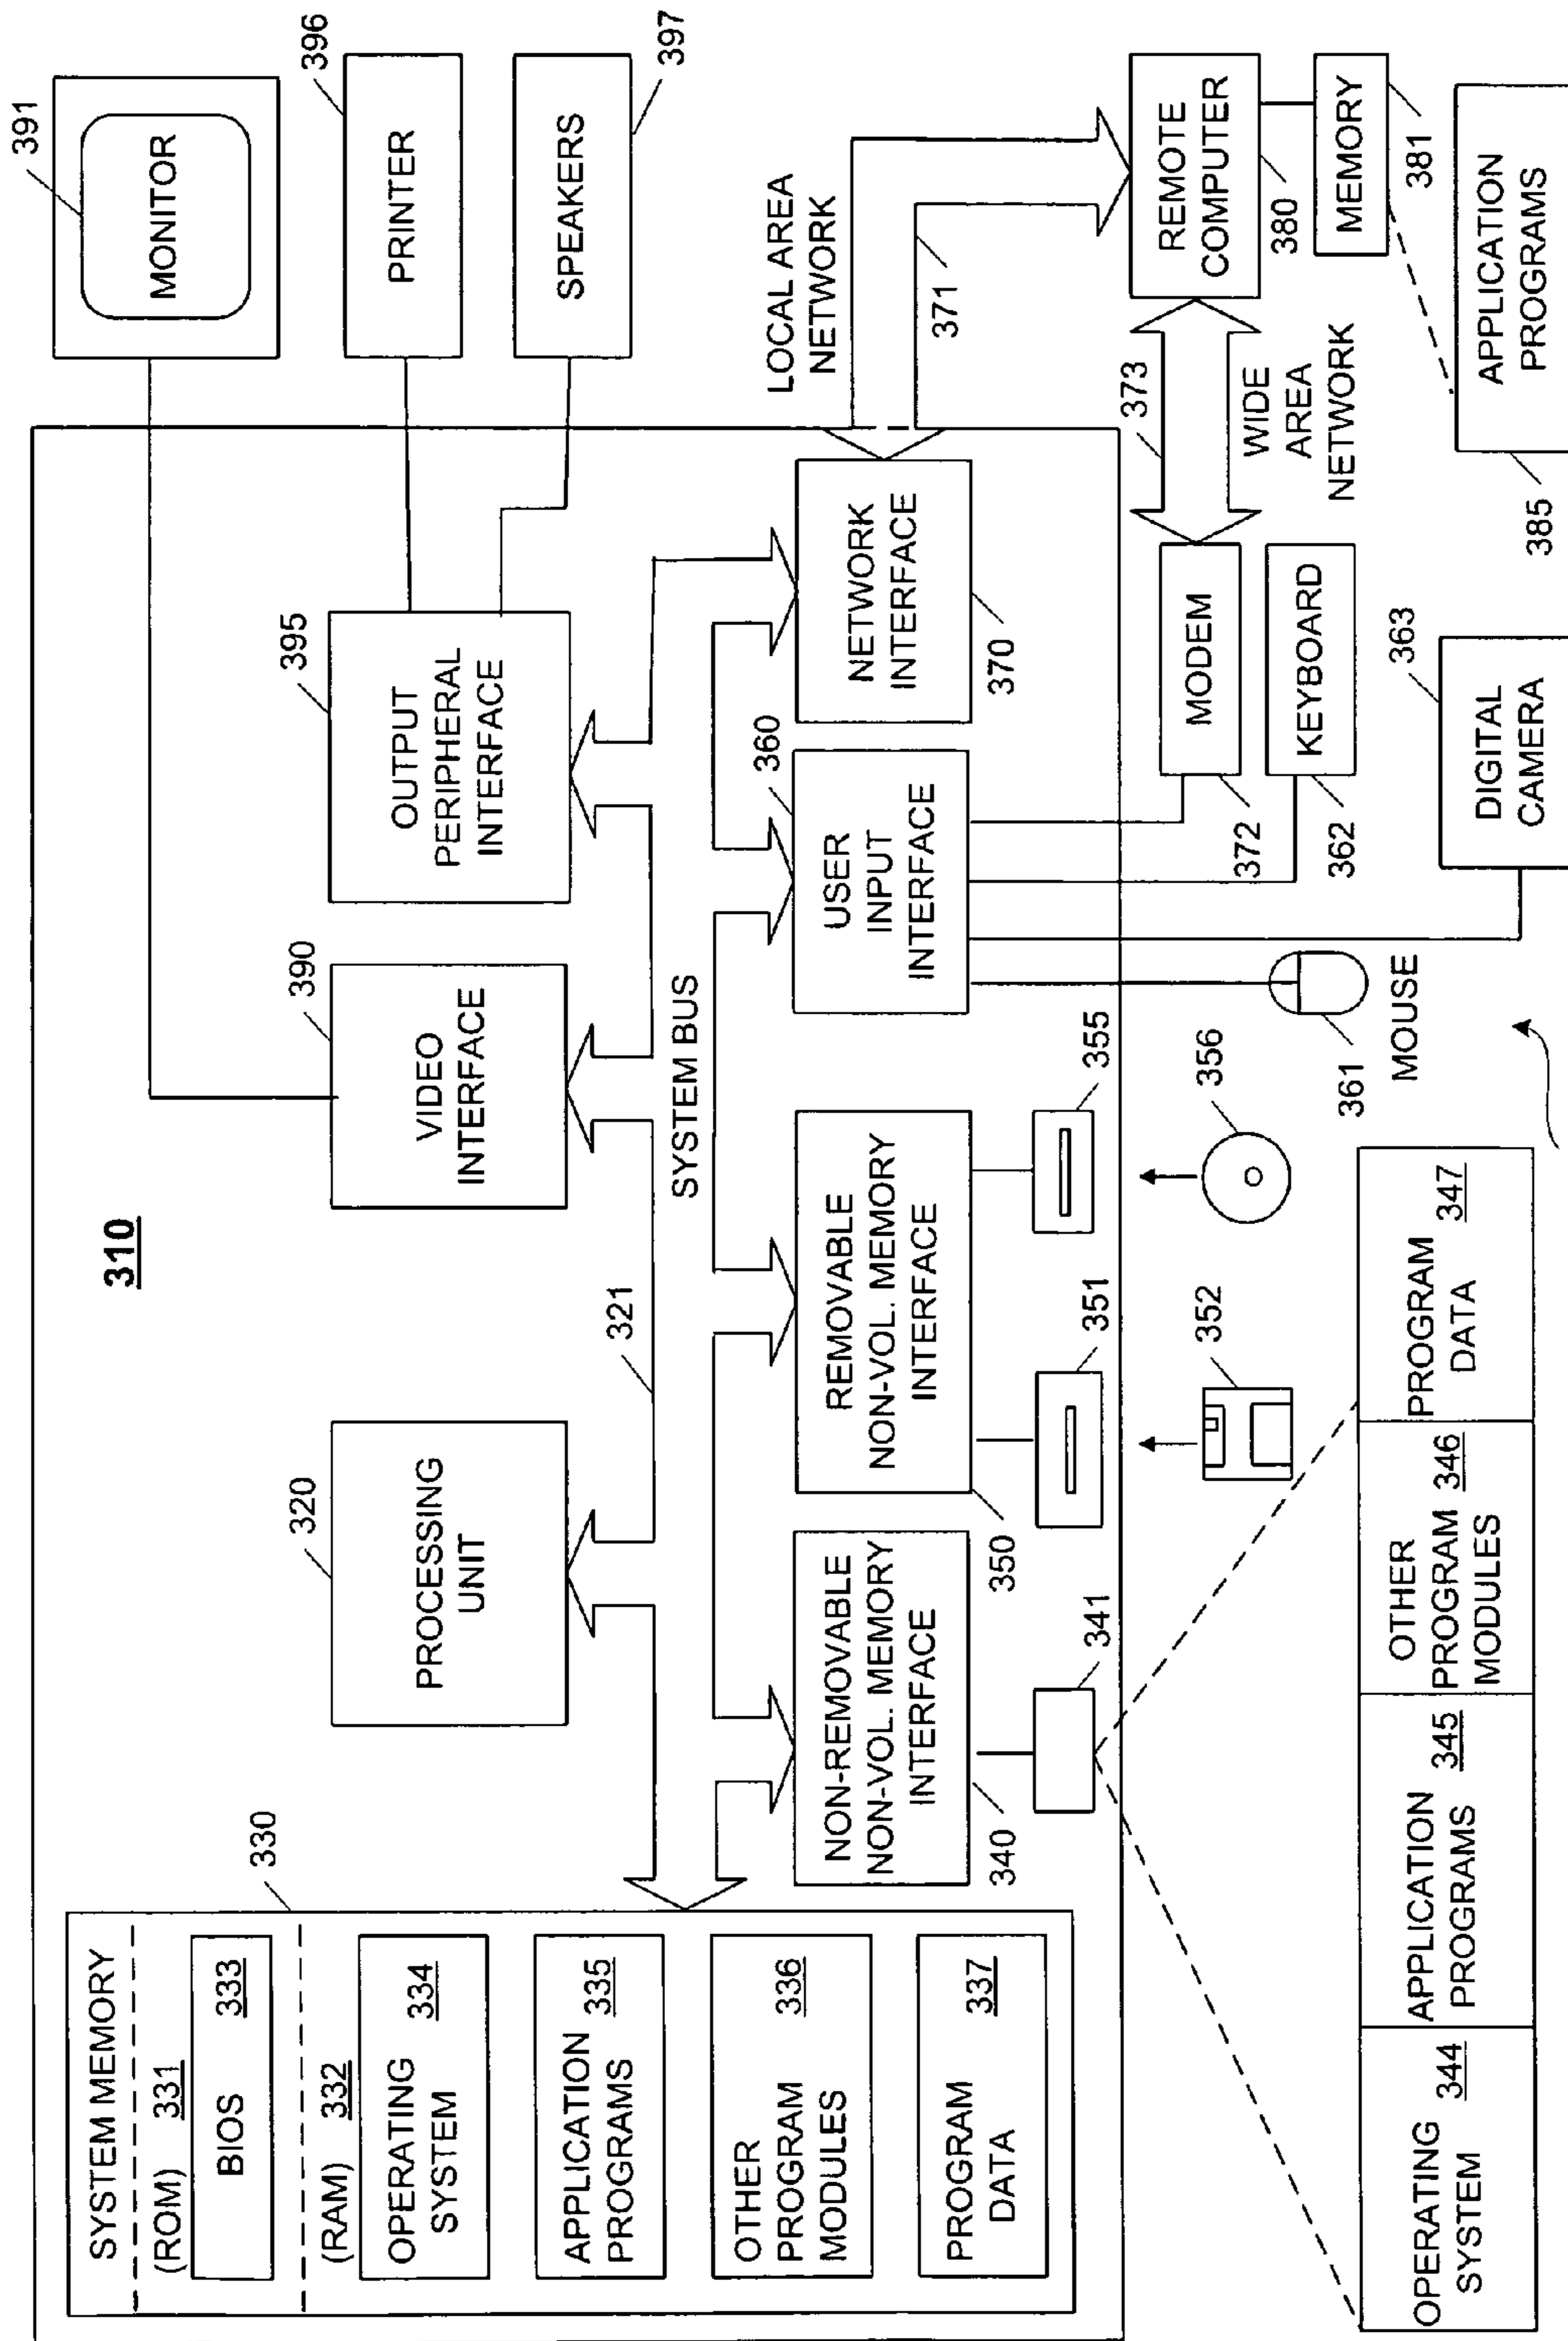 310
SYSTEM MEMORY
(ROM) 331
BIOS 333
(RAM) 332
OPERATING
SYSTEM 334
APPLICATION
PROGRAMS 335
OTHER
PROGRAM
MODULES 336
PROGRAM
DATA 337
330
320
PROCESSING
UNIT
321
390
VIDEO
INTERFACE
395
OUTPUT
PERIPHERAL
INTERFACE
391
MONITOR
396
PRINTER
397
SPEAKERS
SYSTEM BUS
NON-REMOVABLE
NON-VOL. MEMORY
INTERFACE
340
341
REMOVABLE
NON-VOL. MEMORY
INTERFACE
350
351
355
352
356
360
USER
INPUT
INTERFACE
NETWORK
INTERFACE
370
LOCAL AREA
NETWORK
371
373
WIDE
AREA
NETWORK
REMOTE
COMPUTER
380
MEMORY
381
MODEM
372
KEYBOARD
362
361
MOUSE
363
DIGITAL
CAMERA
385
APPLICATION
PROGRAMS
OPERATING
SYSTEM 344
APPLICATION
PROGRAMS 345
OTHER
PROGRAM 346
MODULES
PROGRAM
DATA 347